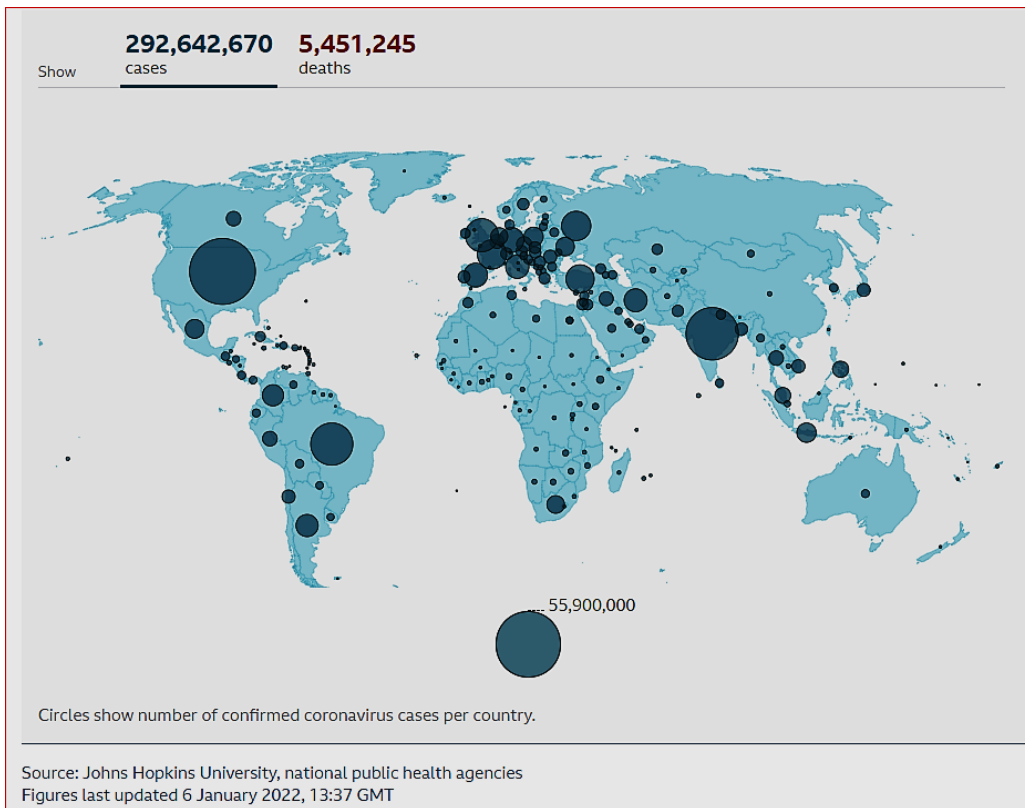 292,642,670 5,451,245
Show cases deaths
55,900,000
Circles show number of confirmed coronavirus cases per country.
Source: Johns Hopkins University, national public health agencies
Figures last updated 6 January 2022, 13:37 GMT